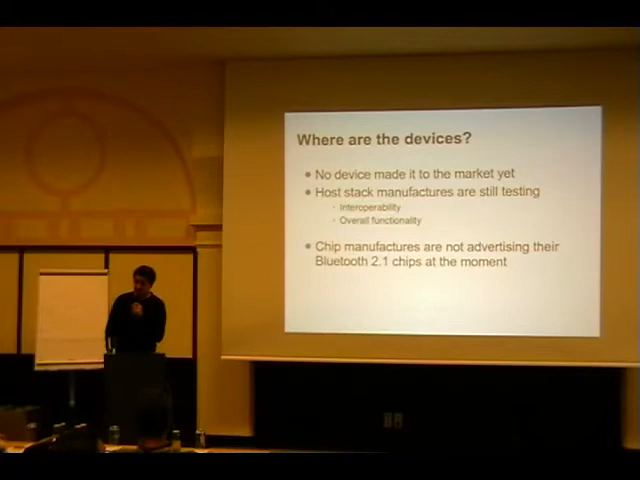 Where are the devices?
No device made it to the market yet
Host stack manufactures are still testing
Interoperability
Overall functionality
Chip manufactures are not advertising their
Bluetooth 2.1 chips at the moment